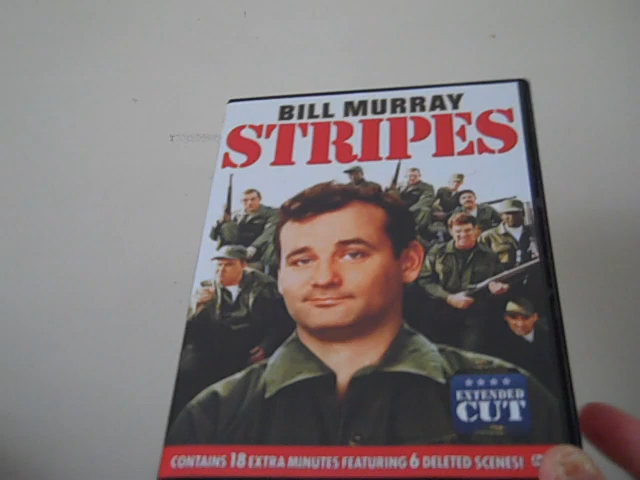 BILL MURRAY
STRIPES
EXTENDED
CUT
CONTAINS 18 EXTRA MINUTES FEATURING 6 DELETED SCENES!